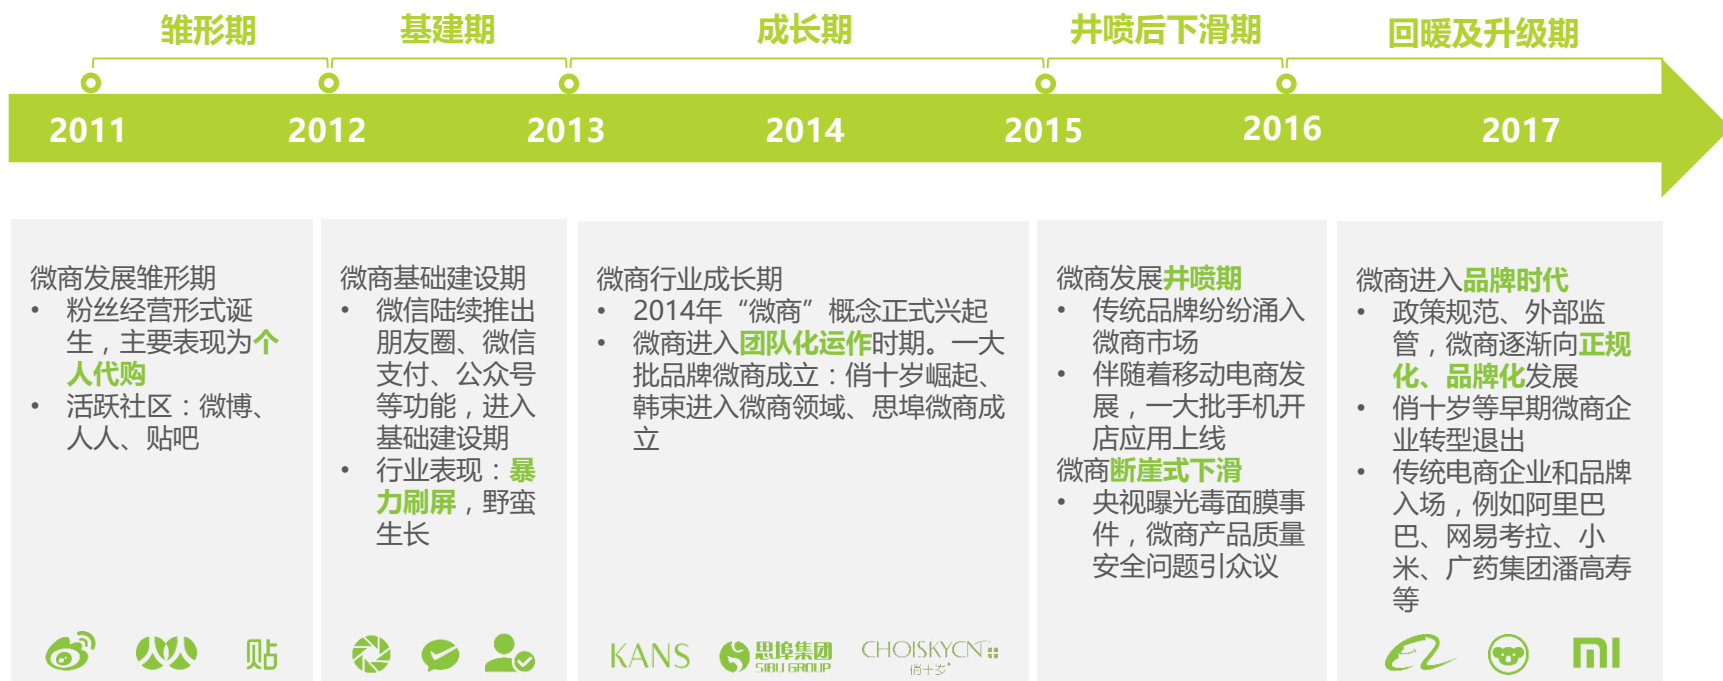 雏形期
基建期
成长期
井喷后下滑期
回暖及升级期
2011
2012
2013
2014
2015
2016
2017
微商发展雏形期
• 粉丝经营形式诞
生，主要表现为个
人代购
• 活跃社区：微博、
人人、贴吧
贴
微商基础建设期
• 微信陆续推出
朋友圈、微信
支付、公众号
等功能，进入
基础建设期
• 行业表现：暴
力刷屏，野蛮
生长
微商行业成长期
• 2014年“微商”概念正式兴起
• 微商进入团队化运作时期。一大
批品牌微商成立：俏十岁崛起、
韩束进入微商领域、思埠微商成
立
KANS
思埠集团
SIBU GROUP
CHOISKYCN
俏十岁
微商发展井喷期
• 传统品牌纷纷涌入
微商市场
• 伴随着移动电商发
展，一大批手机开
店应用上线
微商断崖式下滑
• 央视曝光毒面膜事
件，微商产品质量
安全问题引众议
微商进入品牌时代
• 政策规范、外部监
管，微商逐渐向正规
化、品牌化发展
• 俏十岁等早期微商企
业转型退出
• 传统电商企业和品牌
入场，例如阿里巴
巴、网易考拉、小
米、广药集团潘高寿
等
mi